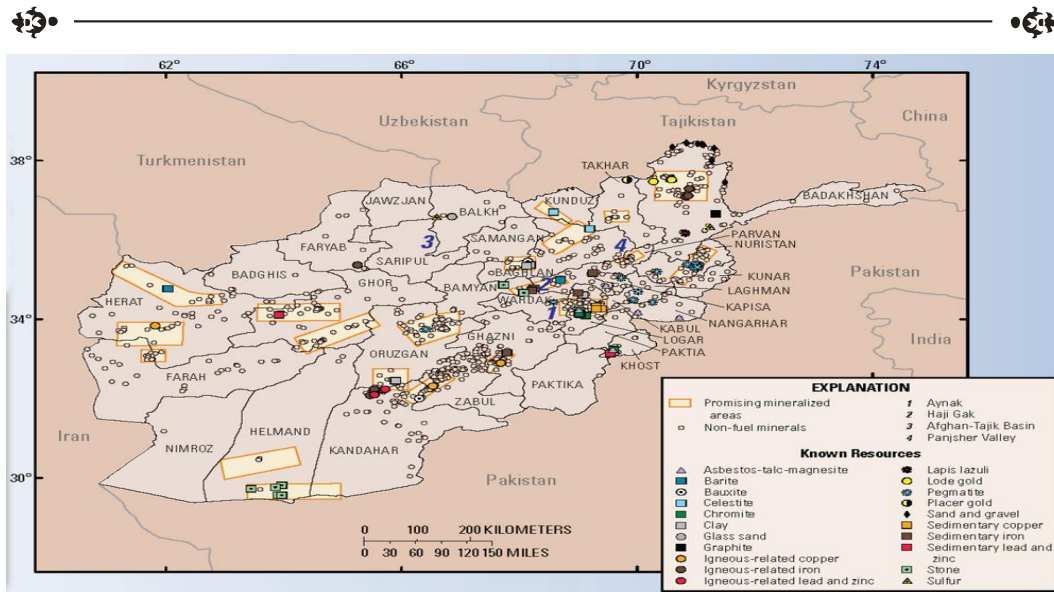 62° 66° 70° 74°
Kyrgyzstan
China
Uzbekistan
Tajikistan
38°
Turkmenistan
TAKHAR
BADAKHSHAN
JAWZJAN
KUNDUZ
BALKH
PARVAN
3
SAMANGAN
4
NURISTAN
FARYAB
SARIPUL
BAGHLAN
Pakistan
BADGHIS
GHOR
BAMYAN
2
KUNAR
LAGHMAN
HERAT
WARDAK
KAPISA
34°
1
NANGARHAR
KABUL
LOGAR
India
GHAZNI
PAKTIA
ORUZGAN
KHOST
FARAH
PAKTIKA
ZABUL
Iran
HELMAND
NIMROZ
KANDAHAR
30°
Pakistan
0 100 200 KILOMETERS
0 30 60 90 120 150 MILES
EXPLANATION
Promising mineralized
areas
Non-fuel minerals
1 Aynak
2 Haji Gak
3 Afghan-Tajik Basin
4 Panjsher Valley
Known Resources
Asbestos-talc-magnesite
Barite
Bauxite
Celestite
Chromite
Clay
Glass sand
Graphite
Igneous-related copper
Igneous-related iron
Igneous-related lead and zinc
Lapis lazuli
Lode gold
Pegmatite
Placer gold
Sand and gravel
Sedimentary copper
Sedimentary iron
Sedimentary lead and
zinc
Stone
Sulfur